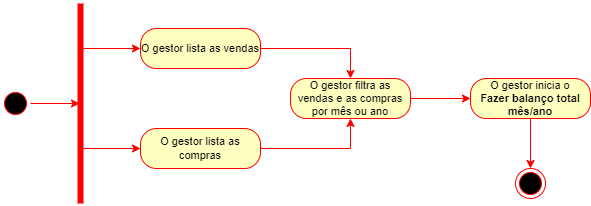 O gestor lista as vendas
O gestor filtra as
vendas e as compras
por mês ou ano
O gestor inicia o
Fazer balanço total
mês/ano
O gestor lista as
compras